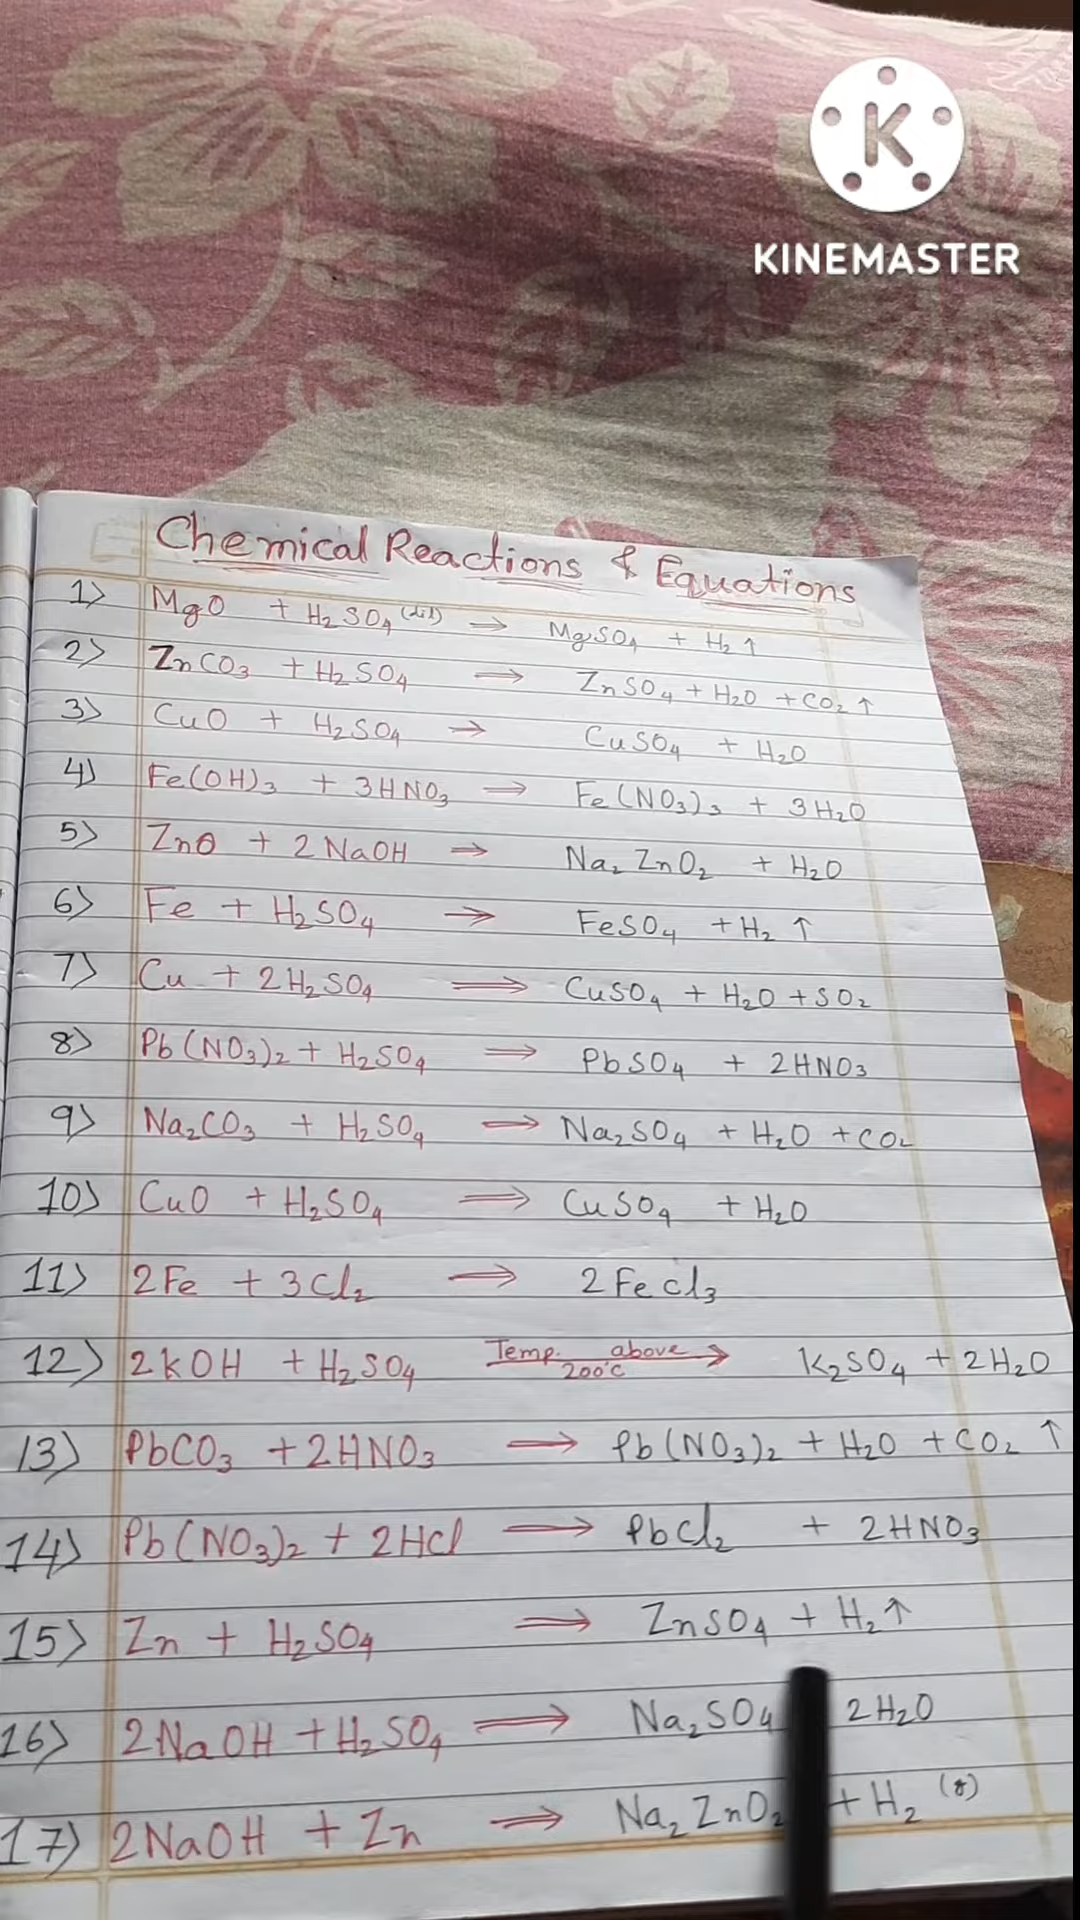 KINEMASTER
Chemical Reactions & Equations
1) MgO + H₂SO₄ (dil) → MgSO₄ + H₂ ↑
2) ZnCO₃ + H₂SO₄ → ZnSO₄ + H₂O + CO₂ ↑
3) CuO + H₂SO₄ → CuSO₄ + H₂O
4) Fe(OH)₃ + 3HNO₃ → Fe(NO₃)₃ + 3H₂O
5) ZnO + 2NaOH → Na₂ZnO₂ + H₂O
6) Fe + H₂SO₄ → FeSO₄ + H₂ ↑
7) Cu + 2H₂SO₄ ⟹ CuSO₄ + H₂O + SO₂
8) Pb(NO₃)₂ + H₂SO₄ ⟹ PbSO₄ + 2HNO₃
9) Na₂CO₃ + H₂SO₄ ⟹ Na₂SO₄ + H₂O + CO₂
10) CuO + H₂SO₄ ⟹ CuSO₄ + H₂O
11) 2Fe + 3Cl₂ ⟹ 2FeCl₃
12) 2KOH + H₂SO₄ Temp. above 200°C → K₂SO₄ + 2H₂O
13) PbCO₃ + 2HNO₃ ⟹ Pb(NO₃)₂ + H₂O + CO₂ ↑
14) Pb(NO₃)₂ + 2HCl ⟹ PbCl₂ + 2HNO₃
15) Zn + H₂SO₄ ⟹ ZnSO₄ + H₂↑
16) 2NaOH + H₂SO₄ ⟹ Na₂SO₄ 2H₂O
17) 2NaOH + Zn ⟹ Na₂ZnO₂ + H₂